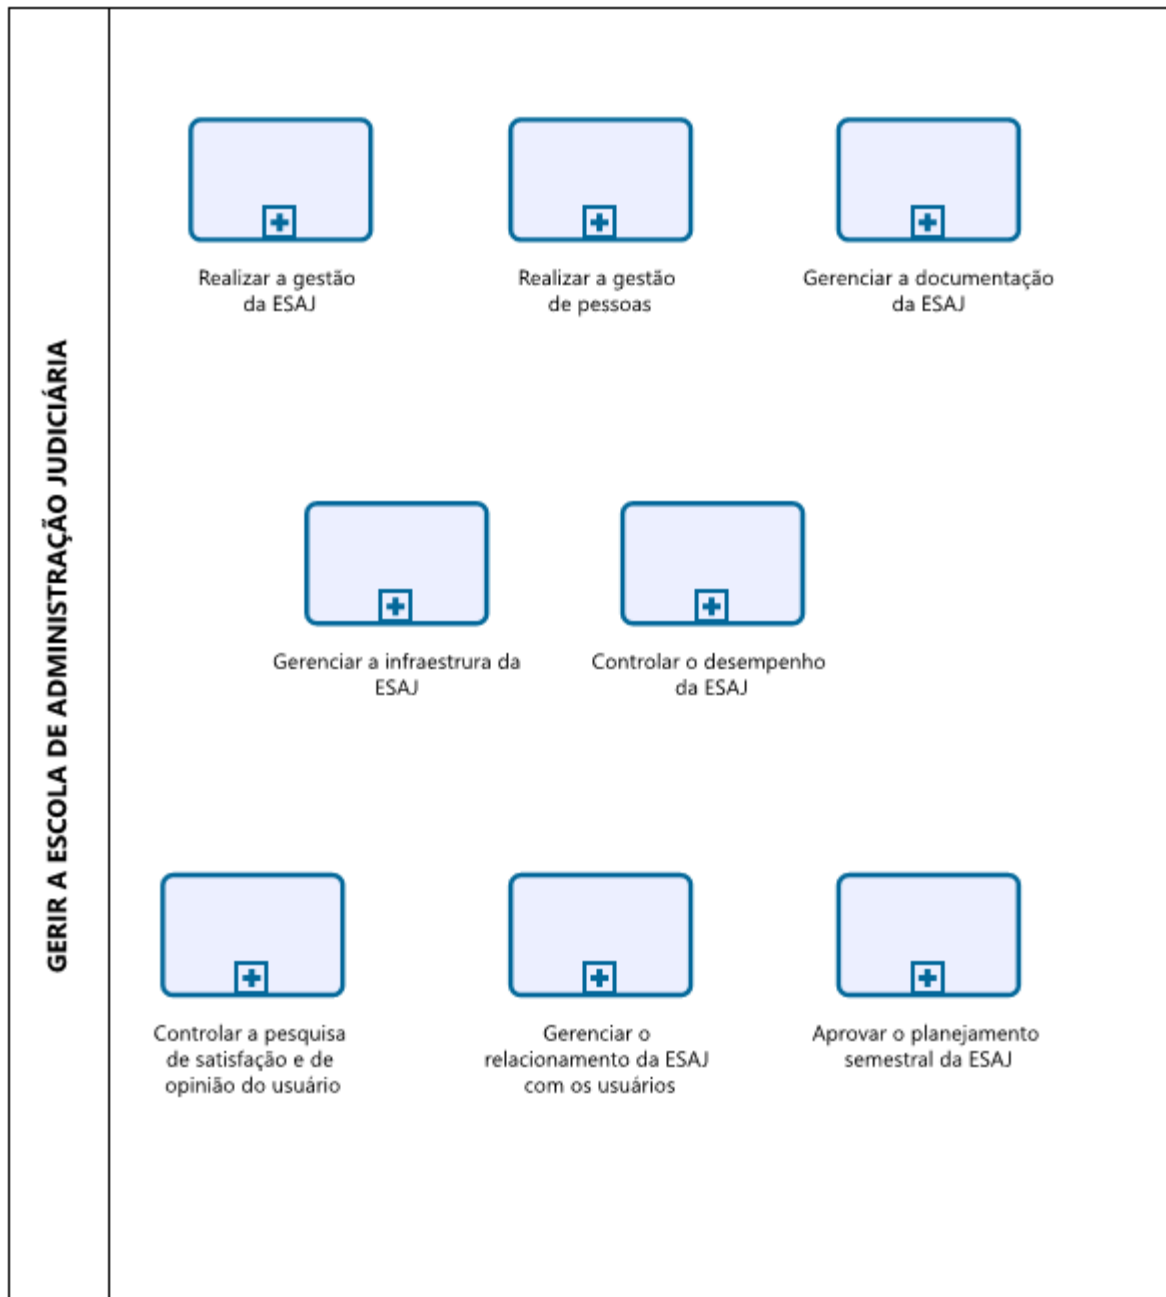 GERIR A ESCOLA DE ADMINISTRAÇÃO JUDICIÁRIA
Realizar a gestão
da ESAJ
Realizar a gestão
de pessoas
Gerenciar a documentação
da ESAJ
Gerenciar a infraestrura da
ESAJ
Controlar o desempenho
da ESAJ
Controlar a pesquisa
de satisfação e de
opinião do usuário
Gerenciar o
relacionamento da ESAJ
com os usuários
Aprovar o planejamento
semestral da ESAJ